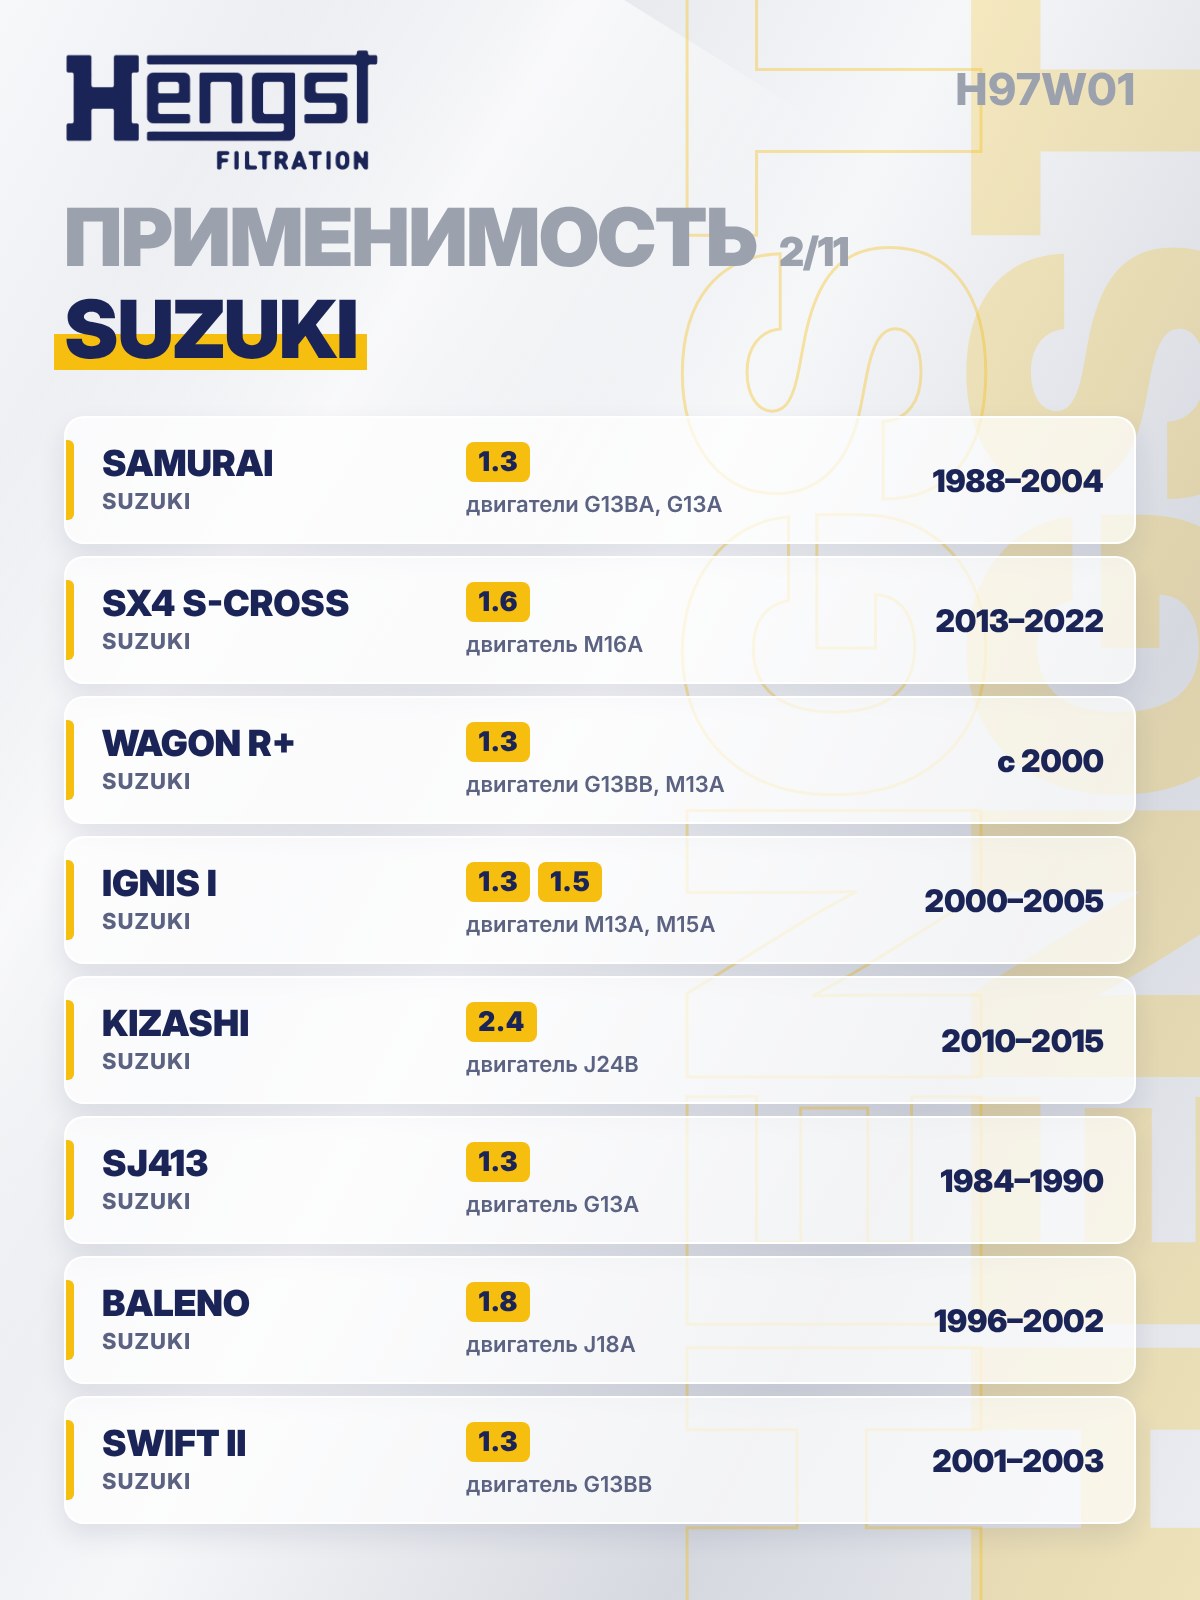 Hengst
FILTRATION
H97W01
ПРИМЕНИМОСТЬ 2/11
SUZUKI
SAMURAI
SUZUKI
1.3
двигатели G13BA, G13A
1988–2004
SX4 S-CROSS
SUZUKI
1.6
двигатель M16A
2013–2022
WAGON R+
SUZUKI
1.3
двигатели G13BB, M13A
с 2000
IGNIS I
SUZUKI
1.3 1.5
двигатели M13A, M15A
2000–2005
KIZASHI
SUZUKI
2.4
двигатель J24B
2010–2015
SJ413
SUZUKI
1.3
двигатель G13A
1984–1990
BALENO
SUZUKI
1.8
двигатель J18A
1996–2002
SWIFT II
SUZUKI
1.3
двигатель G13BB
2001–2003
HENGST
HENGST